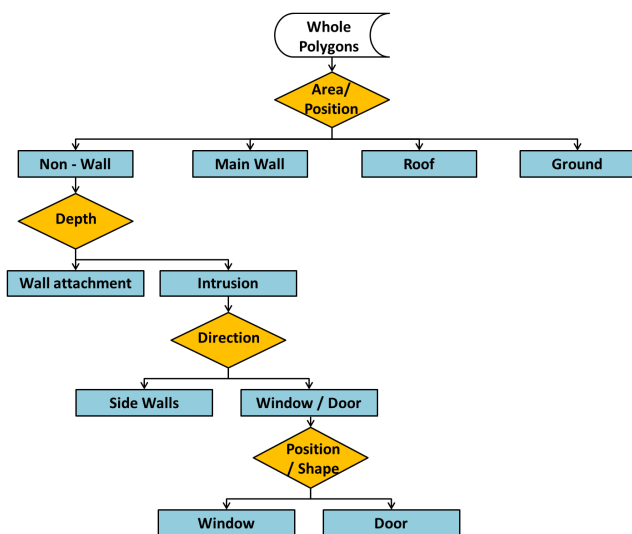 Whole
Polygons
Area/
Position
Non - Wall
Main Wall
Roof
Ground
Depth
Wall attachment
Intrusion
Direction
Side Walls
Window / Door
Position
/ Shape
Window
Door